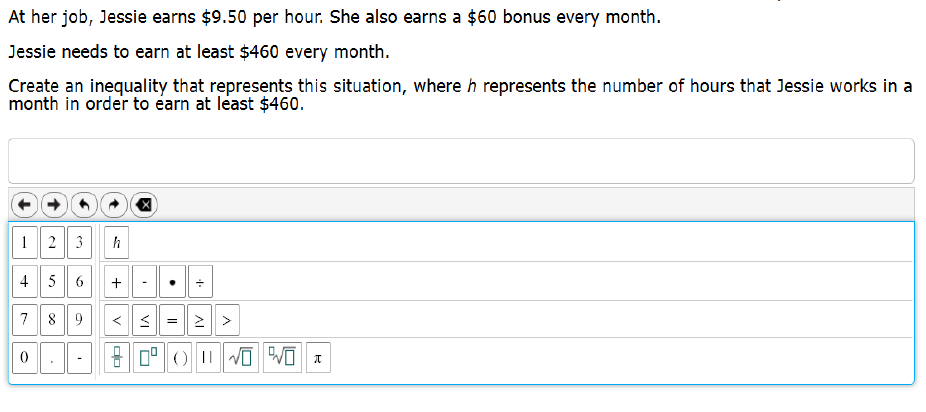 At her job, Jessie earns $9.50 per hour. She also earns a $60 bonus every month.
Jessie needs to earn at least $460 every month.
Create an inequality that represents this situation, where h represents the number of hours that Jessie works in a
month in order to earn at least $460.
1 2 3 h
4 5 6 + - • ÷
7 8 9 < ≤ = ≥ >
0 . - ( ) | | √ √ π